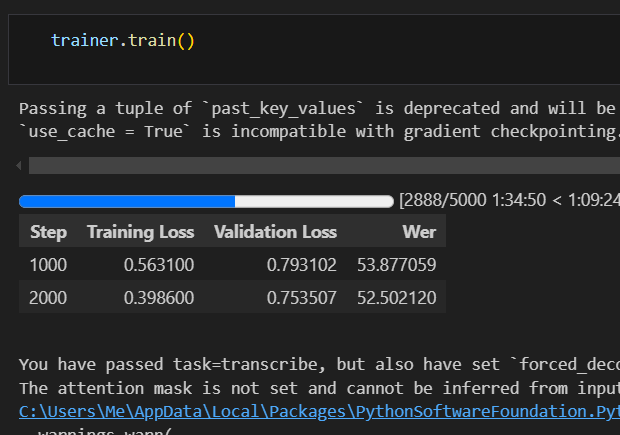 trainer.train()
Passing a tuple of `past_key_values` is deprecated and will be
`use_cache = True` is incompatible with gradient checkpointing.
[2888/5000 1:34:50 < 1:09:24
Step Training Loss Validation Loss Wer
1000 0.563100 0.793102 53.877059
2000 0.398600 0.753507 52.502120
You have passed task=transcribe, but also have set `forced_deco
The attention mask is not set and cannot be inferred from input
C:\Users\Me\AppData\Local\Packages\PythonSoftwareFoundation.Pyt
warnings.warn(